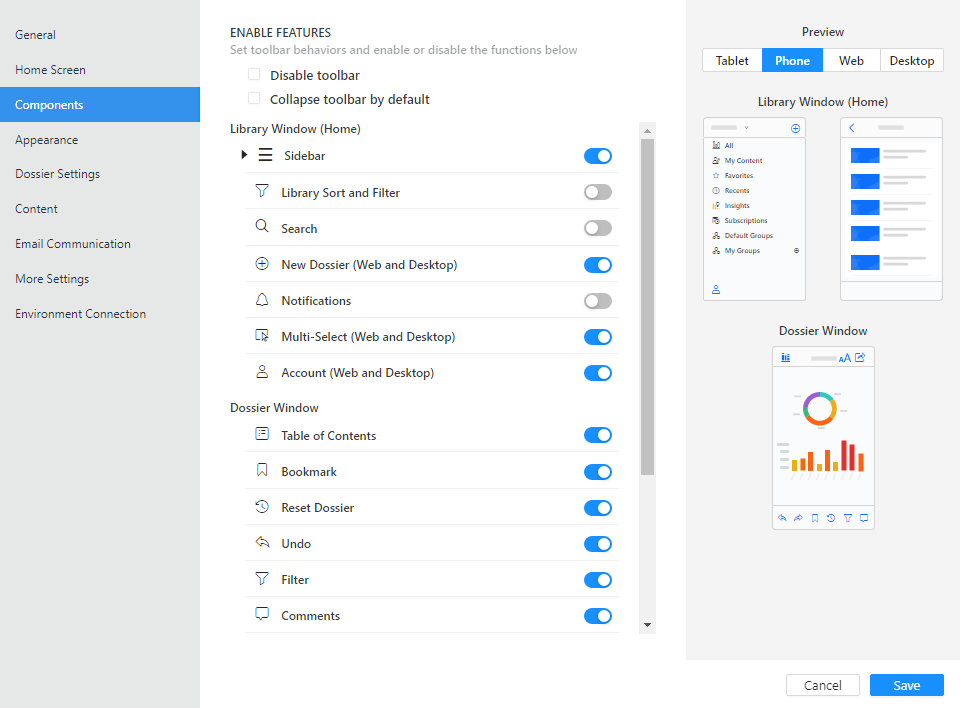 General
Home Screen
Components
Appearance
Dossier Settings
Content
Email Communication
More Settings
Environment Connection
ENABLE FEATURES
Set toolbar behaviors and enable or disable the functions below
Disable toolbar
Collapse toolbar by default
Library Window (Home)
Sidebar
Library Sort and Filter
Search
New Dossier (Web and Desktop)
Notifications
Multi-Select (Web and Desktop)
Account (Web and Desktop)
Dossier Window
Table of Contents
Bookmark
Reset Dossier
Undo
Filter
Comments
Preview
Tablet Phone Web Desktop
Library Window (Home)
All
My Content
Favorites
Recents
Insights
Subscriptions
Default Groups
My Groups
Dossier Window
AA
Cancel Save